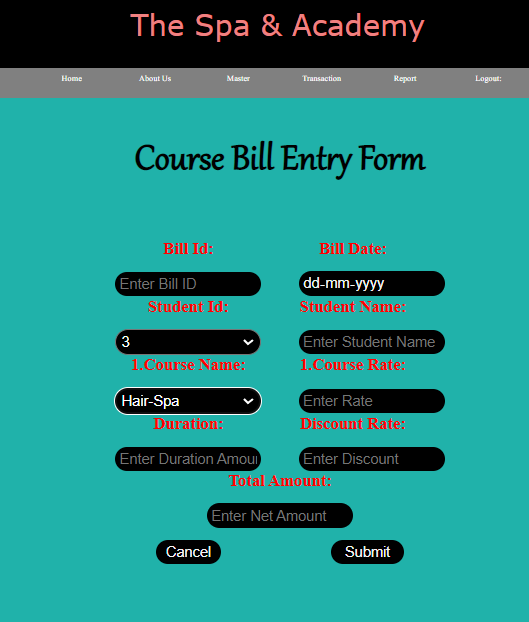 The Spa & Academy
Home About Us Master Transaction Report Logout:
Course Bill Entry Form
Bill Id: Bill Date:
Enter Bill ID dd-mm-yyyy
Student Id: Student Name:
3 Enter Student Name
1.Course Name: 1.Course Rate:
Hair-Spa Enter Rate
Duration: Discount Rate:
Enter Duration Amou Enter Discount
Total Amount:
Enter Net Amount
Cancel Submit